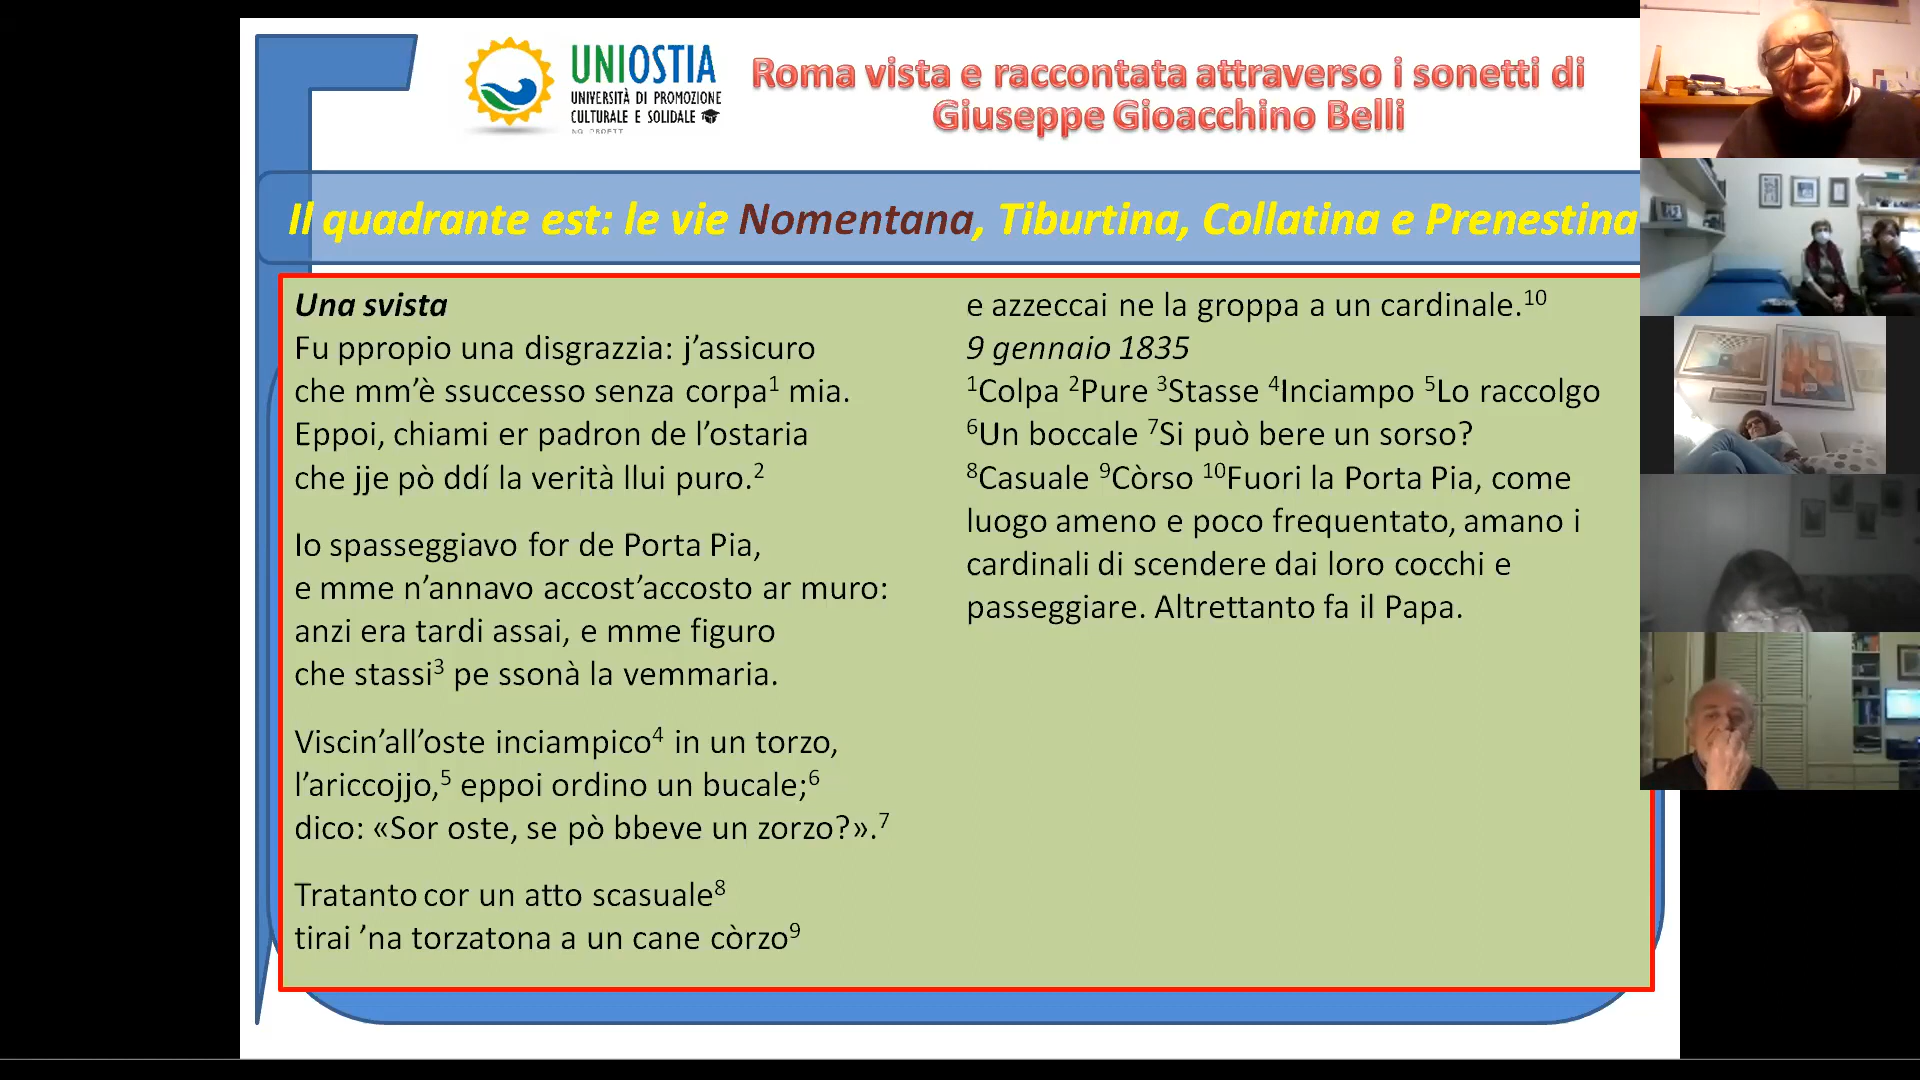 UNIOSTIA
UNIVERSITÀ DI PROMOZIONE
CULTURALE E SOLIDALE
NO PROFIT
Roma vista e raccontata attraverso i sonetti di
Giuseppe Gioacchino Belli
Il quadrante est: le vie Nomentana, Tiburtina, Collatina e Prenestina
Una svista
Fu ppropio una disgrazzia: j’assicuro
che mm’è ssuccesso senza corpa¹ mia.
Eppoi, chiami er padron de l’ostaria
che jje pò ddí la verità llui puro.²
Io spasseggiavo for de Porta Pia,
e mme n’annavo accost’accosto ar muro:
anzi era tardi assai, e mme figuro
che stassi³ pe ssonà la vemmaria.
Viscin’all’oste inciampico⁴ in un torzo,
l’ariccojjo,⁵ eppoi ordino un bucale;⁶
dico: «Sor oste, se pò bbeve un zorzo?».⁷
Tratanto cor un atto scasuale⁸
tirai ’na torzatona a un cane còrzo⁹
e azzeccai ne la groppa a un cardinale.¹⁰
9 gennaio 1835
¹Colpa ²Pure ³Stasse ⁴Inciampo ⁵Lo raccolgo
⁶Un boccale ⁷Si può bere un sorso?
⁸Casuale ⁹Còrso ¹⁰Fuori la Porta Pia, come
luogo ameno e poco frequentato, amano i
cardinali di scendere dai loro cocchi e
passeggiare. Altrettanto fa il Papa.